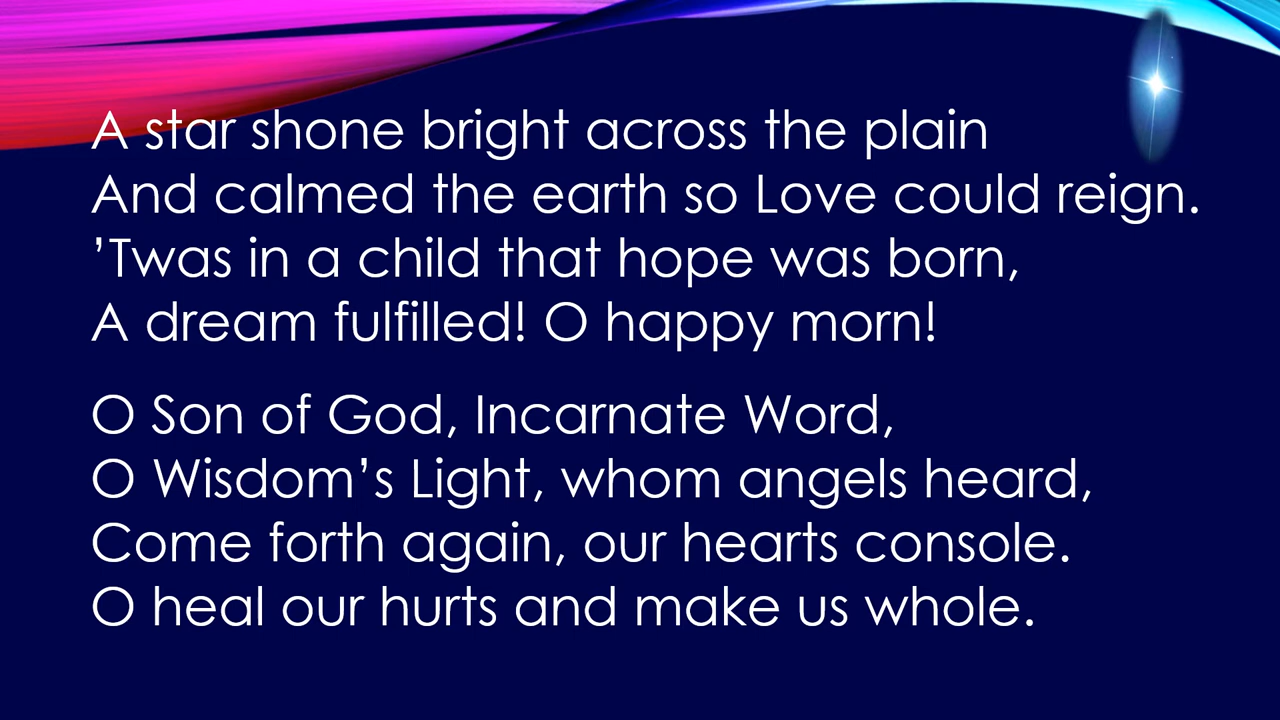 A star shone bright across the plain
And calmed the earth so Love could reign.
’Twas in a child that hope was born,
A dream fulfilled! O happy morn!
O Son of God, Incarnate Word,
O Wisdom’s Light, whom angels heard,
Come forth again, our hearts console.
O heal our hurts and make us whole.